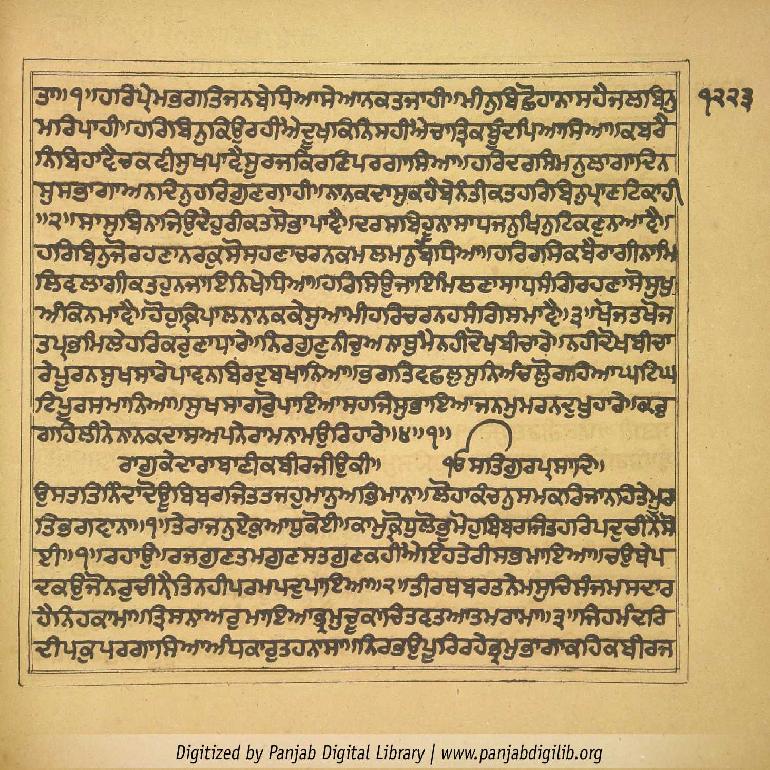 ਤਾ॥੧॥ਹਰਿਪ੍ਰੇਮਭਗਤਿਜਨਬੇਧਿਆਸੇਆਨਕਤਜਾਹੀ॥ਮੀਨੁਬਿਛੋਹਾਨਾਸਹੈਜਲਬਿਨੁ
੧੨੨੩
ਮਰਿਪਾਹੀ॥ਹਰਿਬਿਨੁਕਿਉਰਹੀਐਦੂਖਕਿਨਿਸਹੀਐਚਾਤ੍ਰਿਕਬੂੰਦਪਿਆਸਿਆ॥ਕਬਰੈ
ਨਿਬਿਹਾਵੈਚਕਵੀਸੁਖੁਪਾਵੈਸੂਰਜਕਿਰਣਿਪਰਗਾਸਿਆ॥ਹਰਿਦਰਸਿਮਨੁਲਾਗਾਦਿਨ
ਸੁਸਭਾਗਾਅਨਦਿਨੁਹਰਿਗੁਣਗਾਹੀ॥ਨਾਨਕਦਾਸੁਕਹੈਬੇਨੰਤੀਕਤਹਰਿਬਿਨੁਪ੍ਰਾਣਟਿਕਾਹੀ
॥੨॥ਸਾਸਬਿਨਾਜਿਉਦੇਹੁਰੀਕਤਸੋਭਾਪਾਵੈ॥ਦਰਸਬਿਹੂਨਾਸਾਧਜਨੁਖਿਨੁਟਿਕਣੁਨਆਵੈ॥
ਹਰਿਬਿਨੁਜੋਰਹਣਾਨਰਕੁਸੋਸਹਣਾਚਰਨਕਮਲਮਨੁਬੇਧਿਆ॥ਹਰਿਰਸਿਕਬੈਰਾਗੀਨਾਮਿ
ਲਿਵਲਾਗੀਕਤਹੁਨਜਾਇਨਿਖੇਧਿਆ॥ਹਰਿਸਿਉਜਾਇਮਿਲਣਾਸਾਧਸੰਗਿਰਹਣਾਸੋਸੁਖੁ
ਅੰਕਿਨਮਾਵੈ॥ਹੋਹੁਕ੍ਰਿਪਾਲਨਾਨਕਕੇਸੁਆਮੀਹਰਿਚਰਨਹਸੰਗਿਸਮਾਵੈ॥੩॥ਖੋਜਤਖੋਜ
ਤਪ੍ਰਭਮਿਲੇਹਰਿਕਰੁਣਾਧਾਰੇ॥ਨਿਰਗੁਣੁਨੀਚੁਅਨਾਥੁਮੈਨਹੀਦੋਖਬੀਚਾਰੇ॥ਨਹੀਦੋਖਬੀਚਾ
ਰੇਪੂਰਨਸੁਖਸਾਰੇਪਾਵਨਬਿਰਦੁਬਖਾਨਿਆ॥ਭਗਤਿਵਛਲੁਸੁਨਿਅੰਚਲੋੁਗਹਿਆਘਟਿਘ
ਟਿਪੂਰਸਮਾਨਿਆ॥ਸੁਖਸਾਗਰੋੁਪਾਇਆਸਹਜਸੁਭਾਇਆਜਨਮਮਰਨਦੁਖਹਾਰੇ॥ਕਰੁ
ਗਹਿਲੀਨੇਨਾਨਕਦਾਸਅਪਨੇਰਾਮਨਾਮਉਰਿਹਾਰੇ॥੪॥੧॥
ਰਾਗੁਕੇਦਾਰਾਬਾਣੀਕਬੀਰਜੀਉਕੀ॥ ੴਸਤਿਗੁਰਪ੍ਰਸਾਦਿ॥
ਉਸਤਤਿਨਿੰਦਾਦੋਊਬਿਬਰਜਿਤਤਜਹੁਮਾਨੁਅਭਿਮਾਨਾ॥ਲੋਹਾਕੰਚਨੁਸਮਕਰਿਜਾਨਹਿਤੇਮੂਰ
ਤਿਭਗਵਾਨਾ॥੧॥ਤੇਰਾਜਨੁਏਕੁਆਧੁਕੋਈ॥ਕਾਮੁਕ੍ਰੋਧੁਲੋਭੁਮੋਹੁਬਿਬਰਜਿਤਹਰਿਪਦੁਚੀਨੈਸੋ
ਈ॥੧॥ਰਹਾਉ॥ਰਜਗੁਣਤਮਗੁਣਸਤਗੁਣਕਹੀਐਇਹਤੇਰੀਸਭਮਾਇਆ॥ਚਉਥੇਪ
ਦਕਉਜੋਨਰੁਚੀਨੈਤਿਨਹੀਪਰਮਪਦੁਪਾਇਆ॥੨॥ਤੀਰਥਬਰਤਨੇਮਸੁਚਿਸੰਜਮਸਦਾਰ
ਹੈਨਿਹਕਾਮਾ॥ਤ੍ਰਿਸਨਾਅਰੁਮਾਇਆਭ੍ਰਮੁਚੂਕਾਚਿਤਵਤਆਤਮਰਾਮਾ॥੩॥ਜਿਹਮੰਦਰਿ
ਦੀਪਕੁਪਰਗਾਸਿਆਅੰਧਕਾਰੁਤਹਨਾਸਾ॥ਨਿਰਭਉਪੂਰਿਰਹੇਭ੍ਰਮੁਭਾਗਾਕਹਿਕਬੀਰਜ
Digitized by Panjab Digital Library | www.panjabdigilib.org